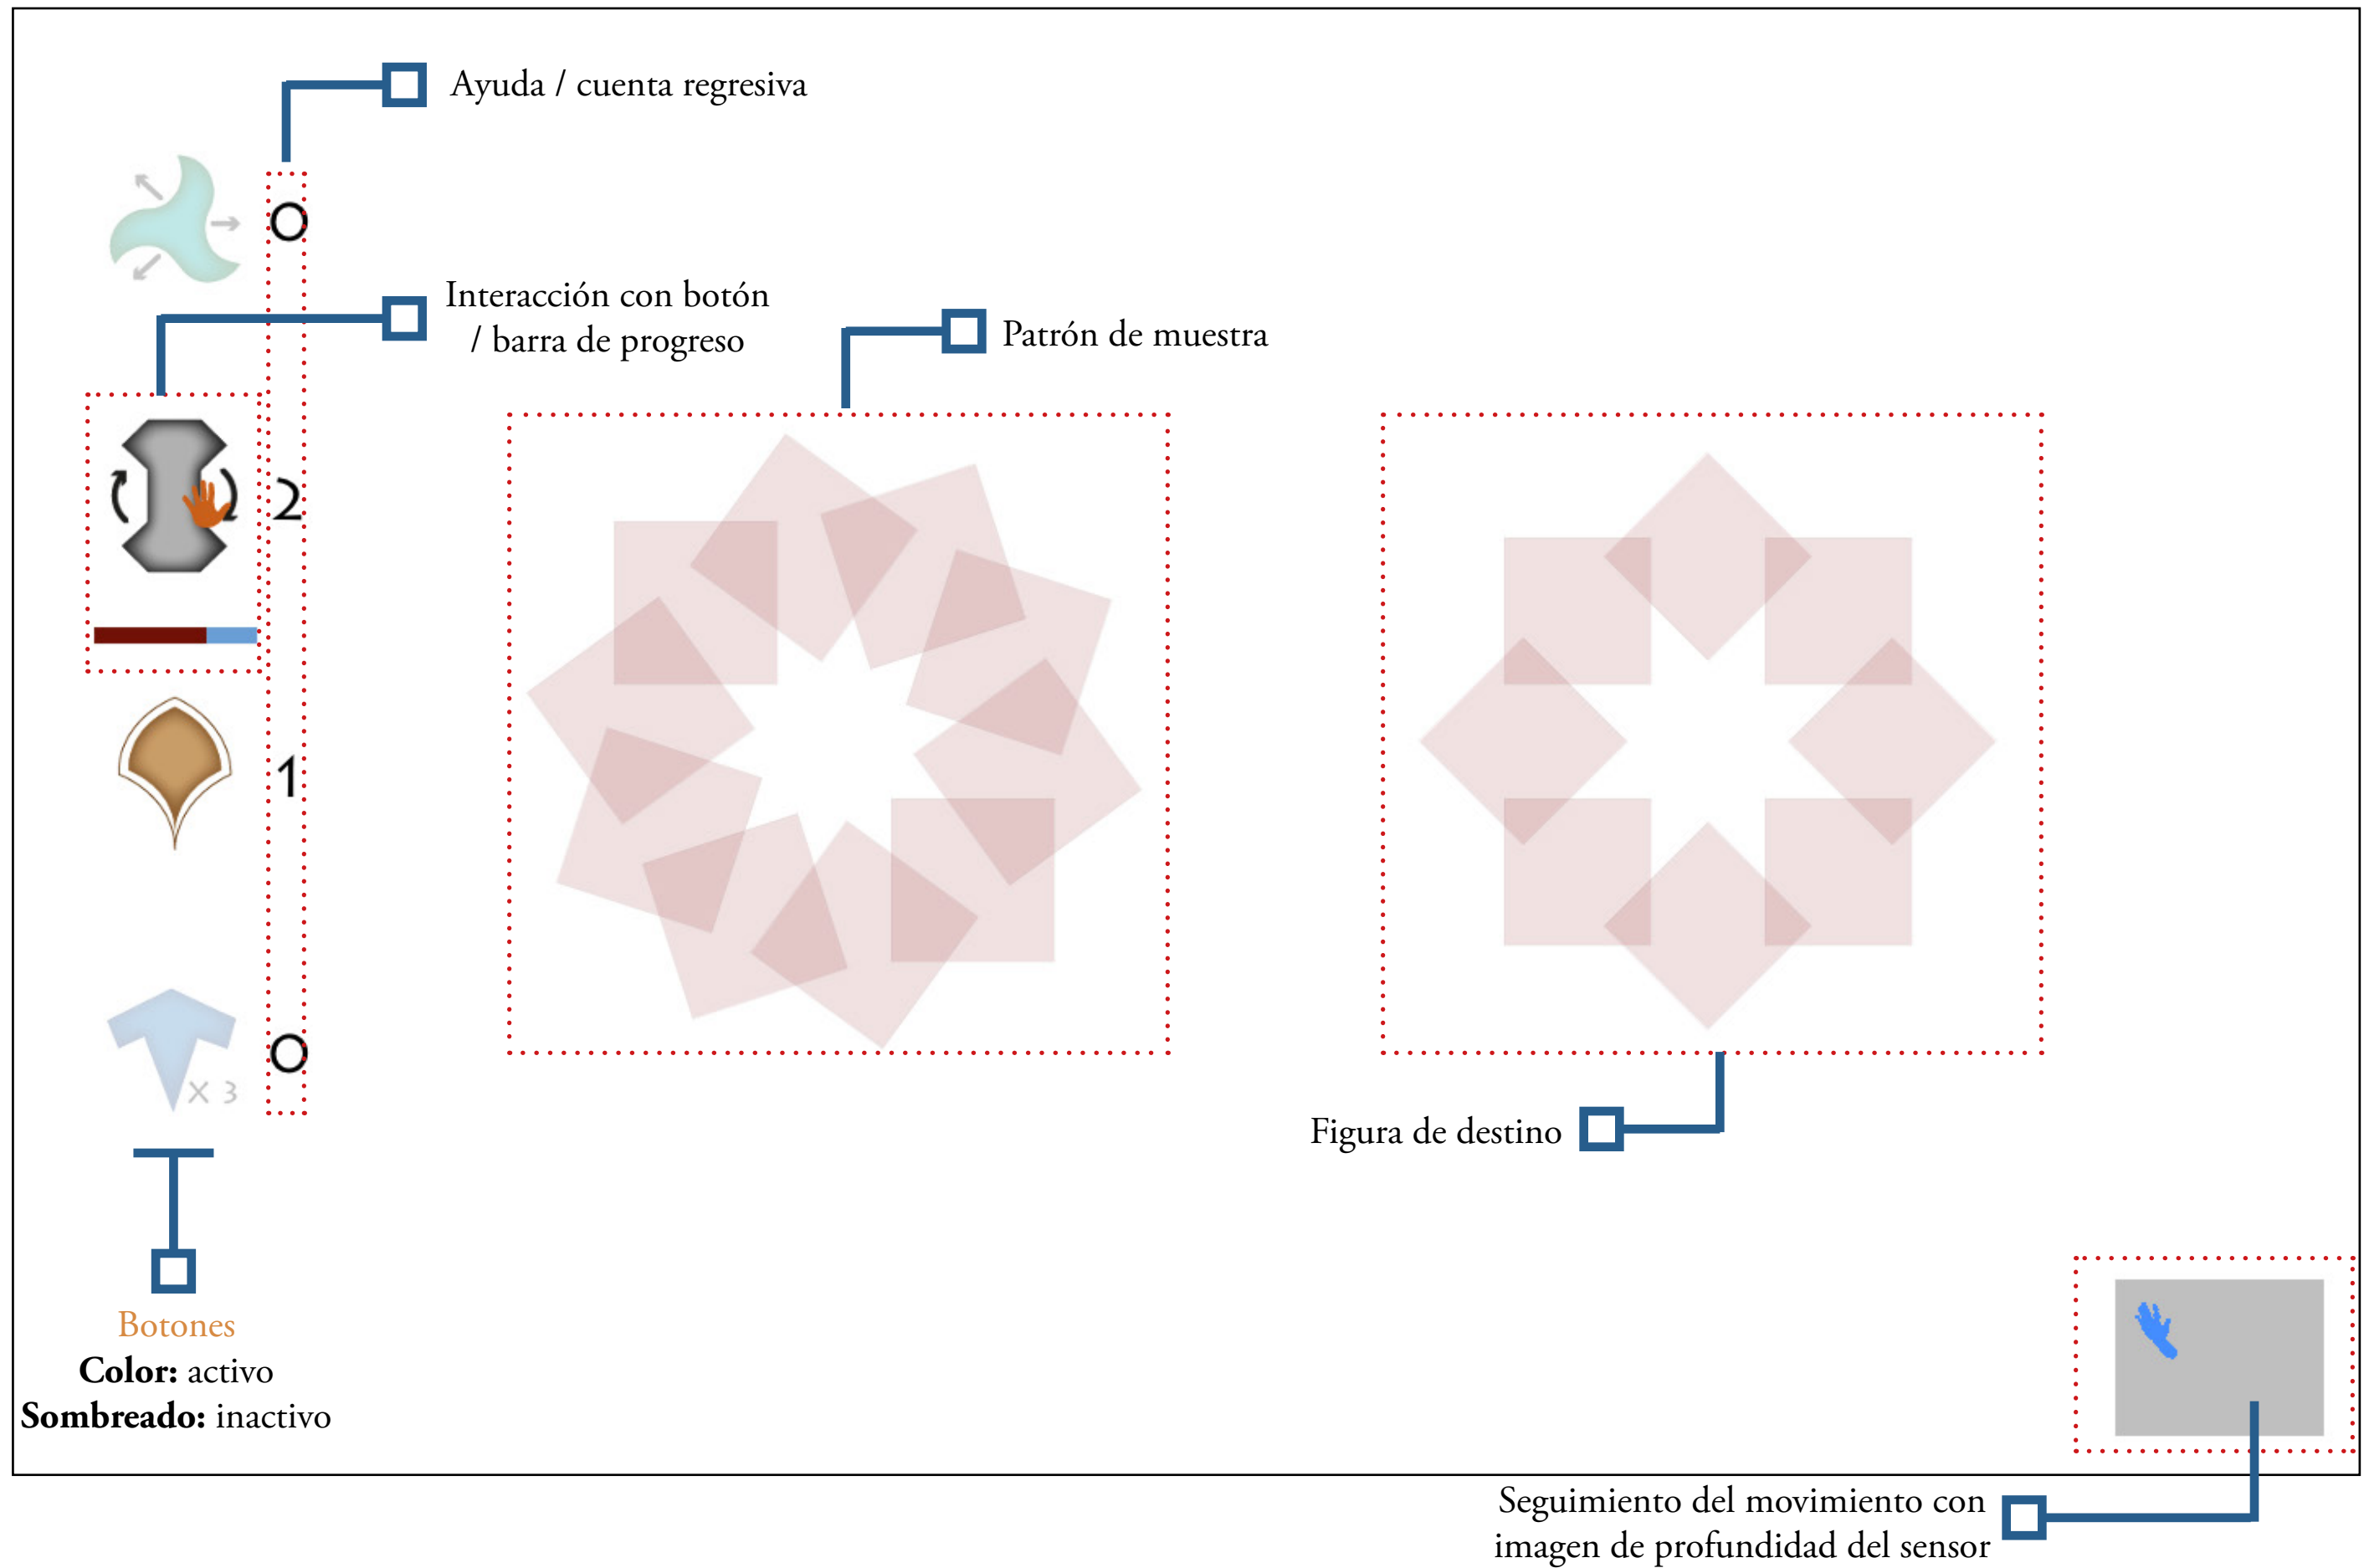 Ayuda / cuenta regresiva
0
Interacción con botón
/ barra de progreso
Patrón de muestra
2
1
0
X 3
Figura de destino
Botones
Color: activo
Sombreado: inactivo
Seguimiento del movimiento con
imagen de profundidad del sensor